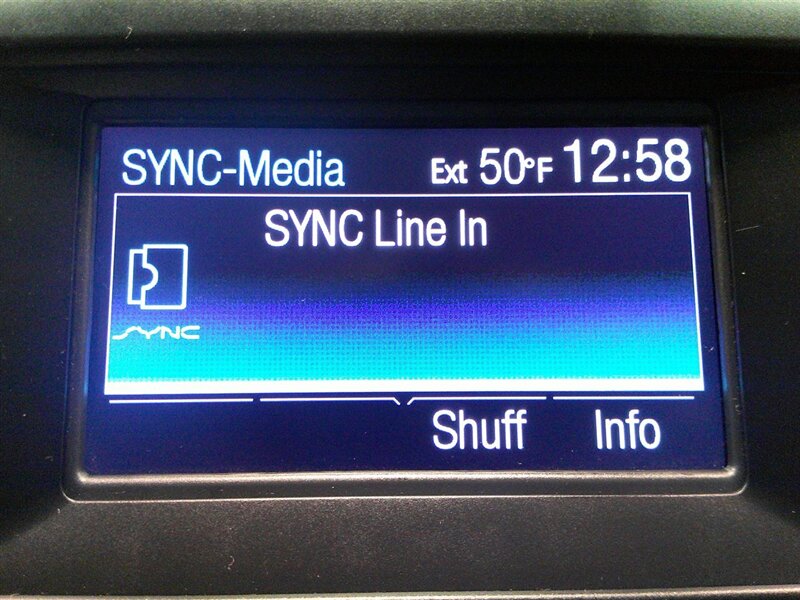 SYNC-Media Ext 50°F 12:58
SYNC Line In
SYNC
Shuff Info